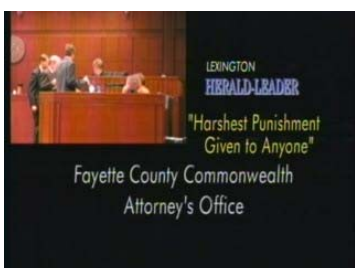 LEXINGTON
HERALD-LEADER
"Harshest Punishment
Given to Anyone"
Fayette County Commonwealth
Attorney's Office